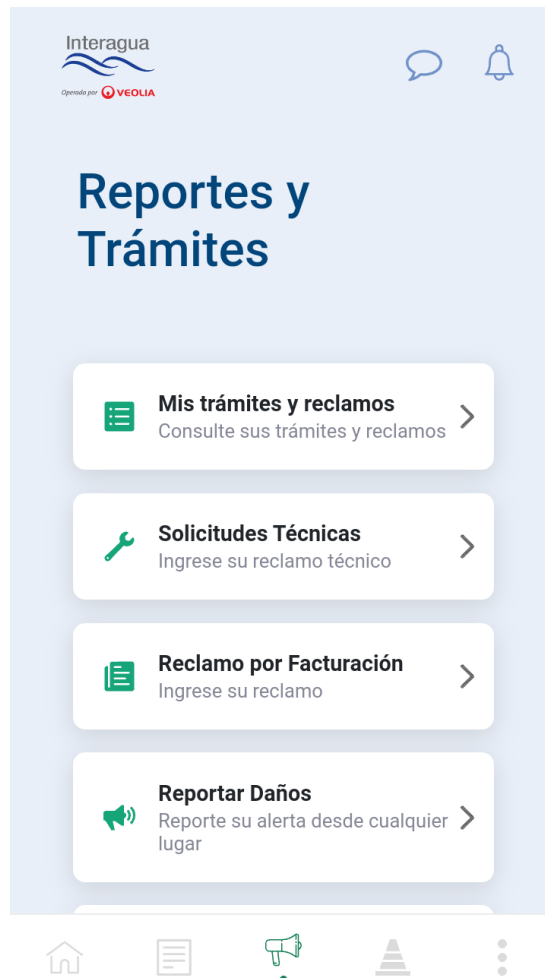 Interagua
Operada por VEOLIA
Reportes y
Trámites
Mis trámites y reclamos
Consulte sus trámites y reclamos
Solicitudes Técnicas
Ingrese su reclamo técnico
Reclamo por Facturación
Ingrese su reclamo
Reportar Daños
Reporte su alerta desde cualquier
lugar